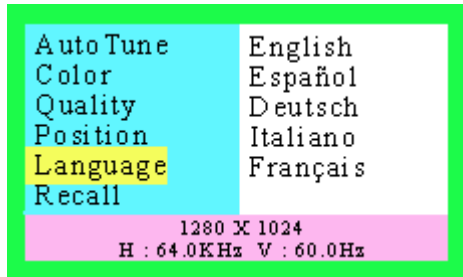 Auto Tune
Color
Quality
Position
Language
Recall
English
Español
Deutsch
Italiano
Français
1280 X 1024
H : 64.0KHz V : 60.0Hz